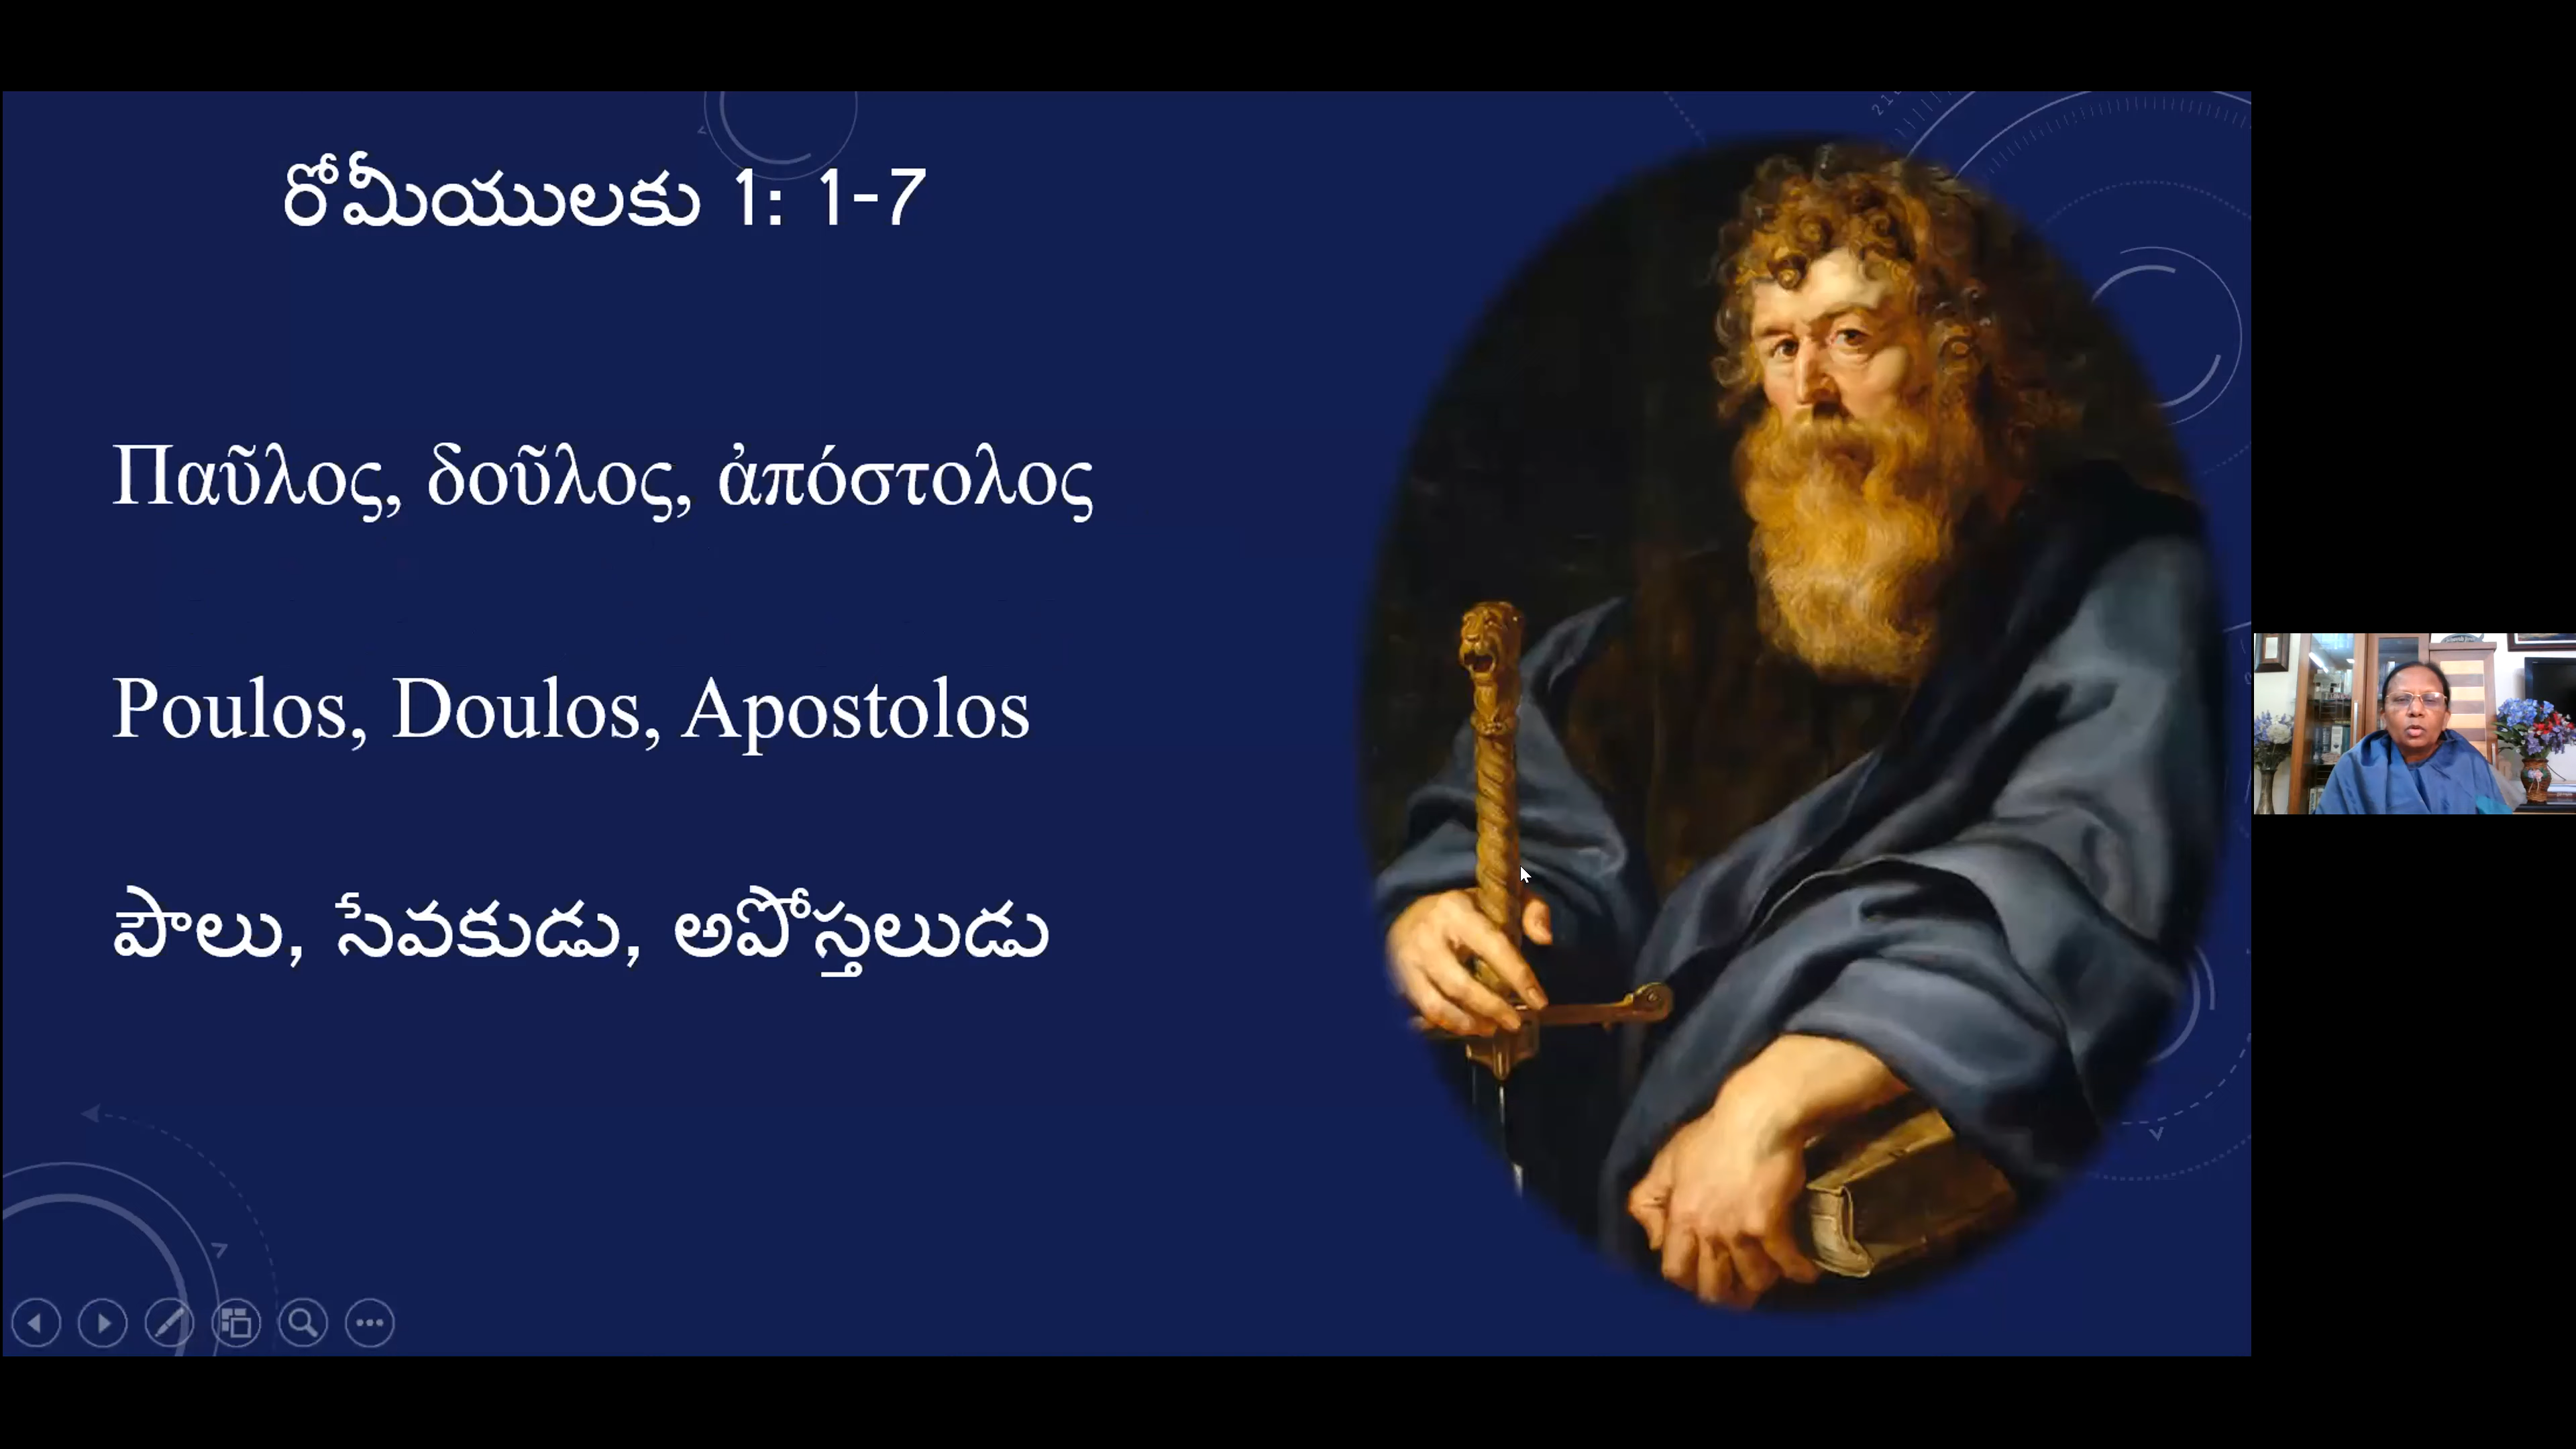 రోమీయులకు 1: 1-7
Παῦλος, δοῦλος, ἀπόστολος
Poulos, Doulos, Apostolos
పౌలు, సేవకుడు, అపోస్తలుడు